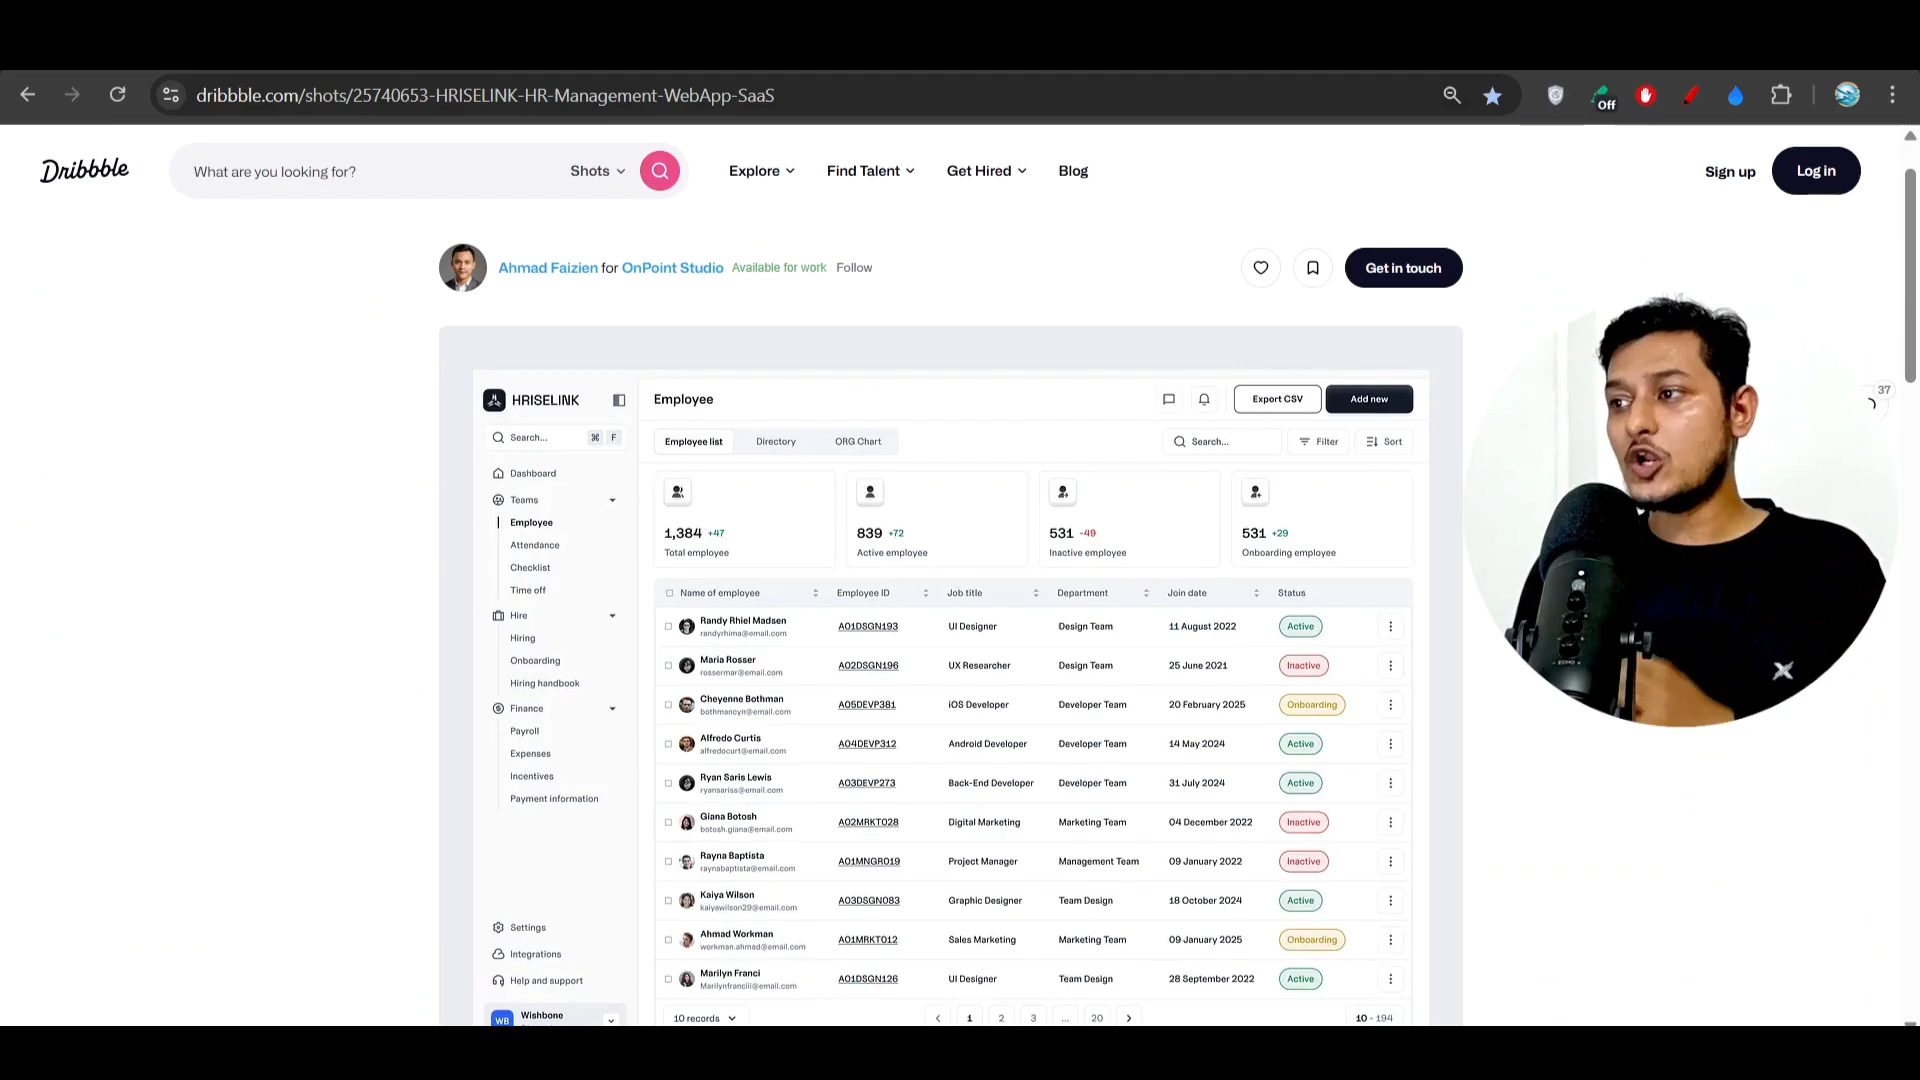 dribbble.com/shots/25740653-HRISELINK-HR-Management-WebApp-SaaS
Off
Dribbble
What are you looking for?
Shots
Explore
Find Talent
Get Hired
Blog
Sign up
Log in
Ahmad Faizien for OnPoint Studio Available for work Follow
Get in touch
37
HRISELINK
Search...
⌘ F
Dashboard
Teams
Employee
Attendance
Checklist
Time off
Hire
Hiring
Onboarding
Hiring handbook
Finance
Payroll
Expenses
Incentives
Payment information
Settings
Integrations
Help and support
WB Wishbone
Employee
Export CSV
Add new
Employee list
Directory
ORG Chart
Search...
Filter
Sort
1,384 +47
Total employee
839 +72
Active employee
531 -49
Inactive employee
531 +29
Onboarding employee
Name of employee Employee ID Job title Department Join date Status
Randy Rhiel Madsen
randyrhima@email.com
A01DSGN193 UI Designer Design Team 11 August 2022 Active
Maria Rosser
rossermar@email.com
A02DSGN196 UX Researcher Design Team 25 June 2021 Inactive
Cheyenne Bothman
bothmancyn@email.com
A05DEVP381 iOS Developer Developer Team 20 February 2025 Onboarding
Alfredo Curtis
alfredocurt@email.com
A04DEVP312 Android Developer Developer Team 14 May 2024 Active
Ryan Saris Lewis
ryansariss@email.com
A03DEVP273 Back-End Developer Developer Team 31 July 2024 Active
Giana Botosh
botosh.giana@email.com
A02MRKT028 Digital Marketing Marketing Team 04 December 2022 Inactive
Rayna Baptista
raynabaptista@email.com
A01MNGR019 Project Manager Management Team 09 January 2022 Inactive
Kaiya Wilson
kaiyawilson29@email.com
A03DSGN083 Graphic Designer Team Design 18 October 2024 Active
Ahmad Workman
workman.ahmad@email.com
A01MRKT012 Sales Marketing Marketing Team 09 January 2025 Onboarding
Marilyn Franci
Marilynfranciii@email.com
A01DSGN126 UI Designer Team Design 28 September 2022 Active
10 records
1 2 3 ... 20
10 - 194